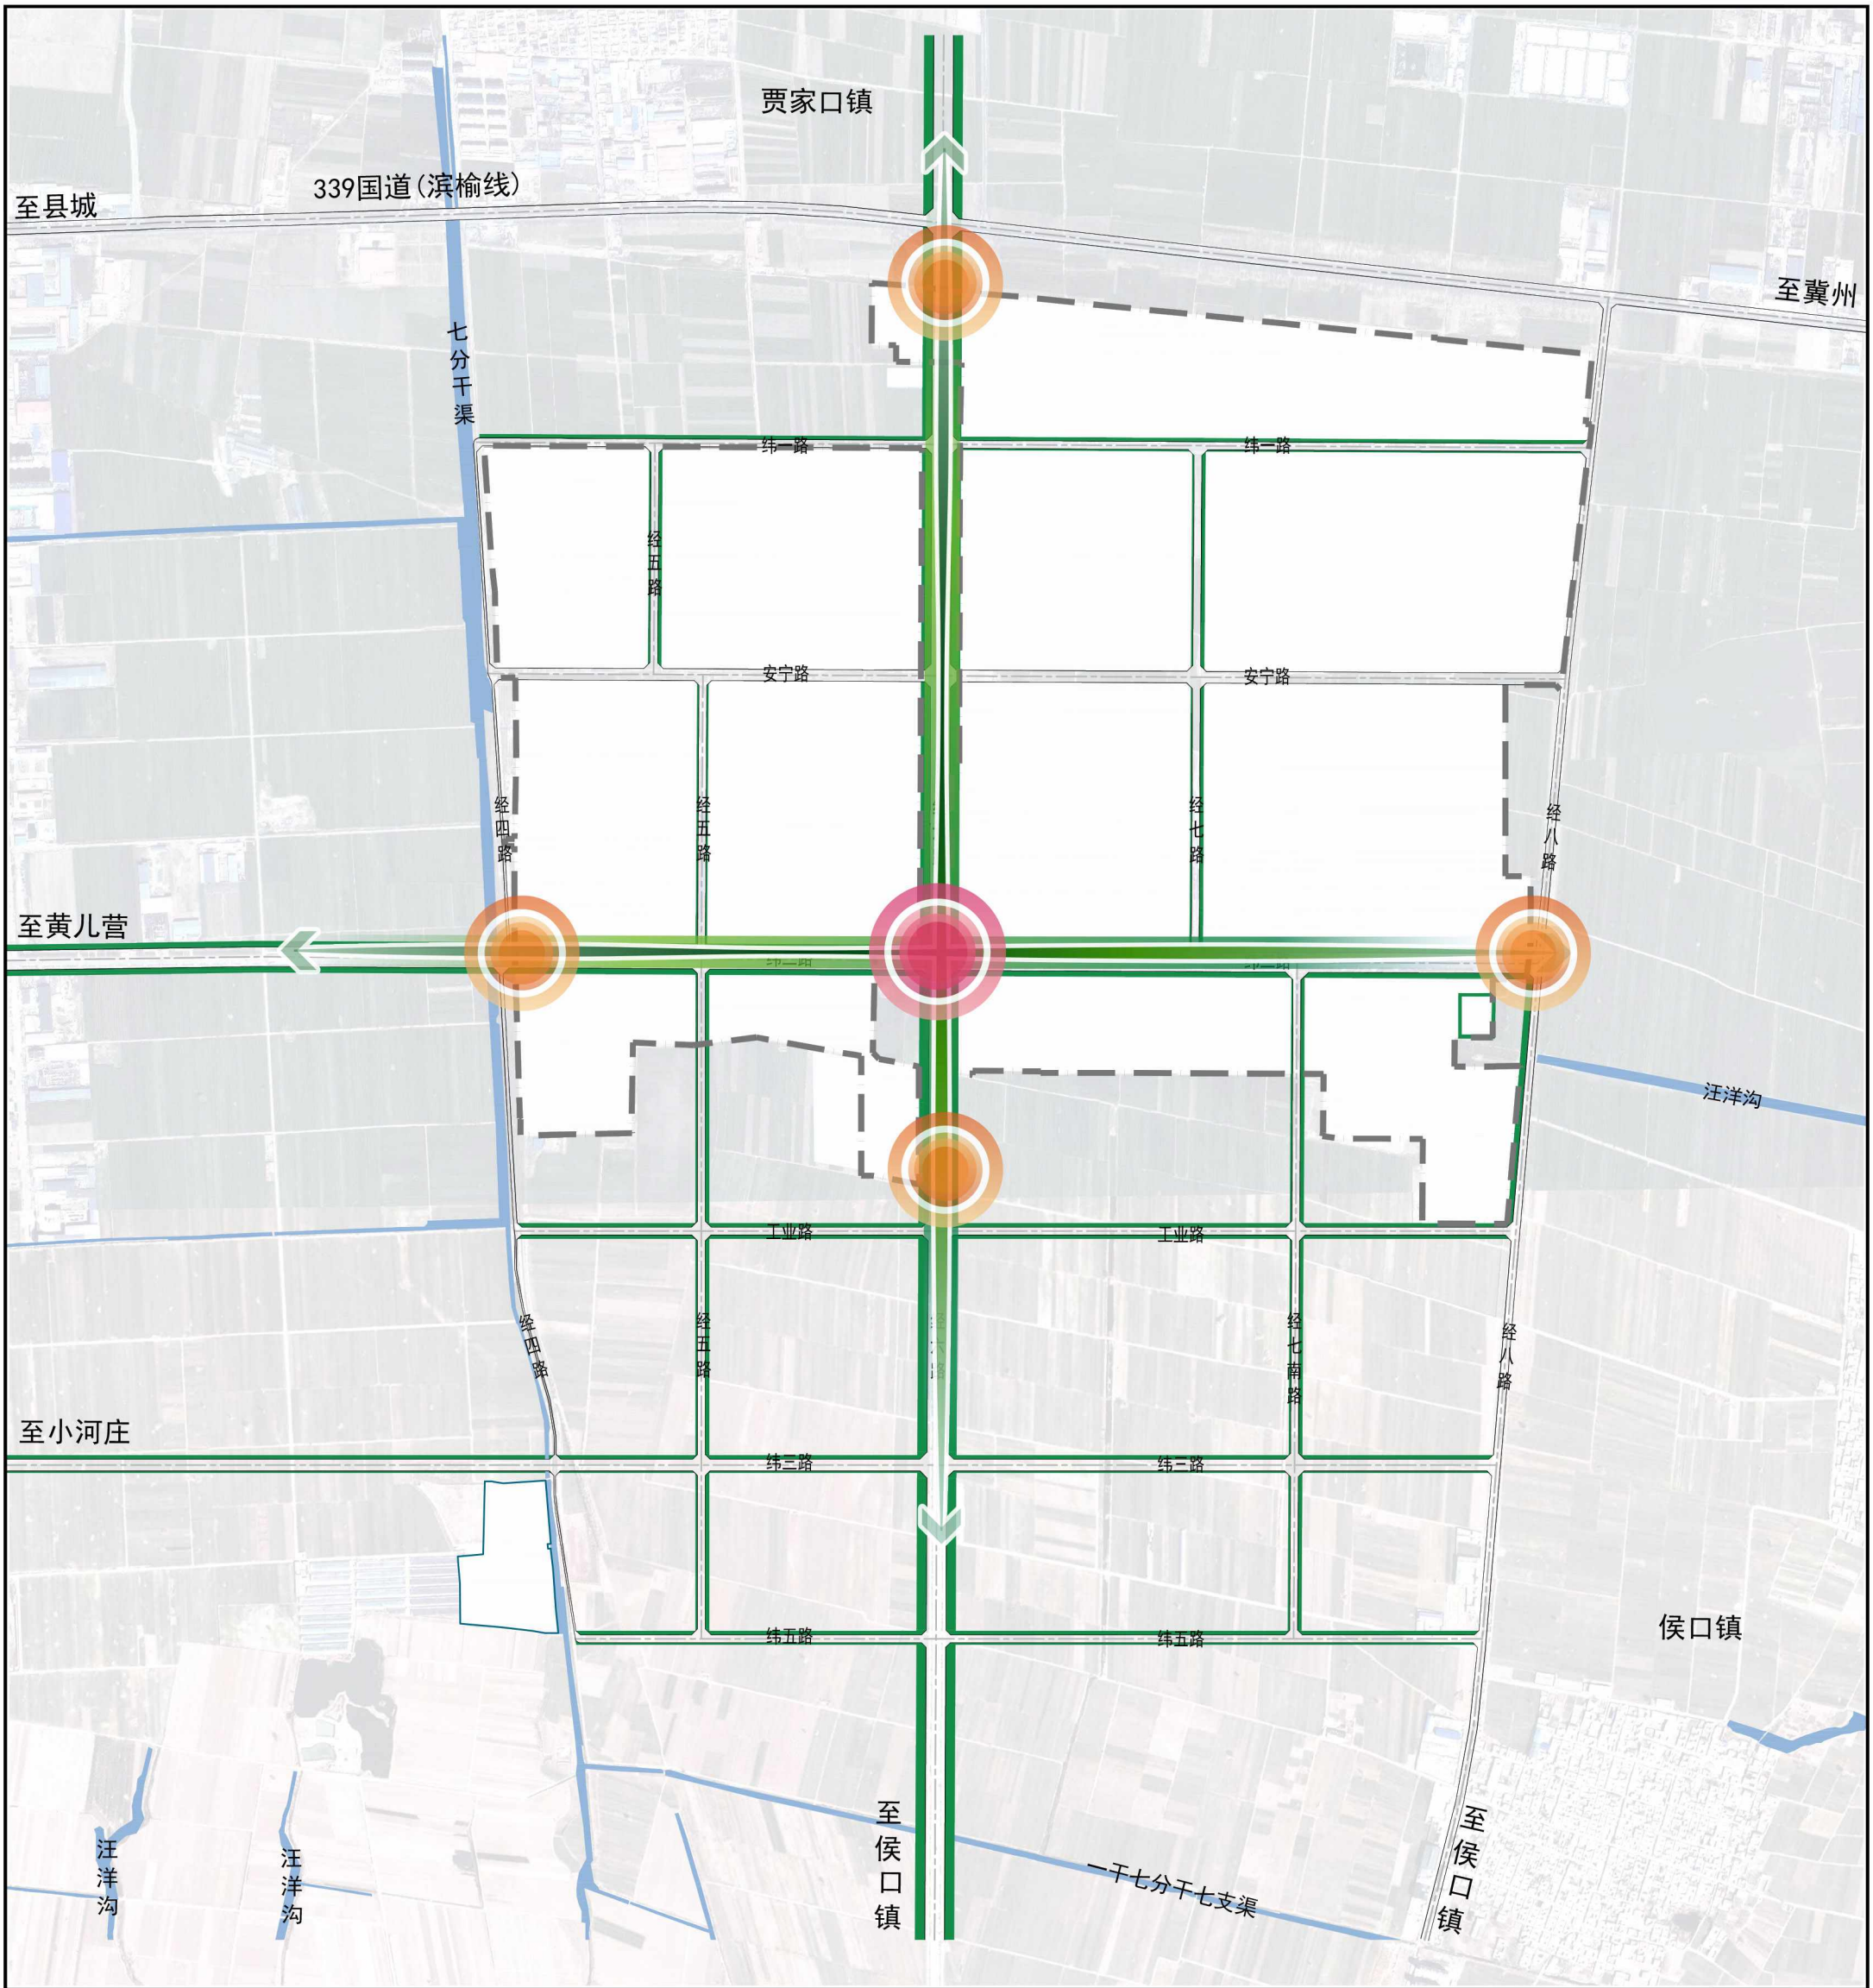 贾家口镇
339国道(滨榆线)
至县城
至冀州
七分干渠
纬一路
纬一路
经五路
安宁路
安宁路
经四路
经五路
经七路
经八路
至黄儿营
纬二路
纬二路
汪洋沟
工业路
工业路
经四路
经五路
经七南路
经八路
至小河庄
纬三路
纬三路
侯口镇
纬五路
纬五路
至侯口镇
至侯口镇
汪洋沟
汪洋沟
一干七分干七支渠